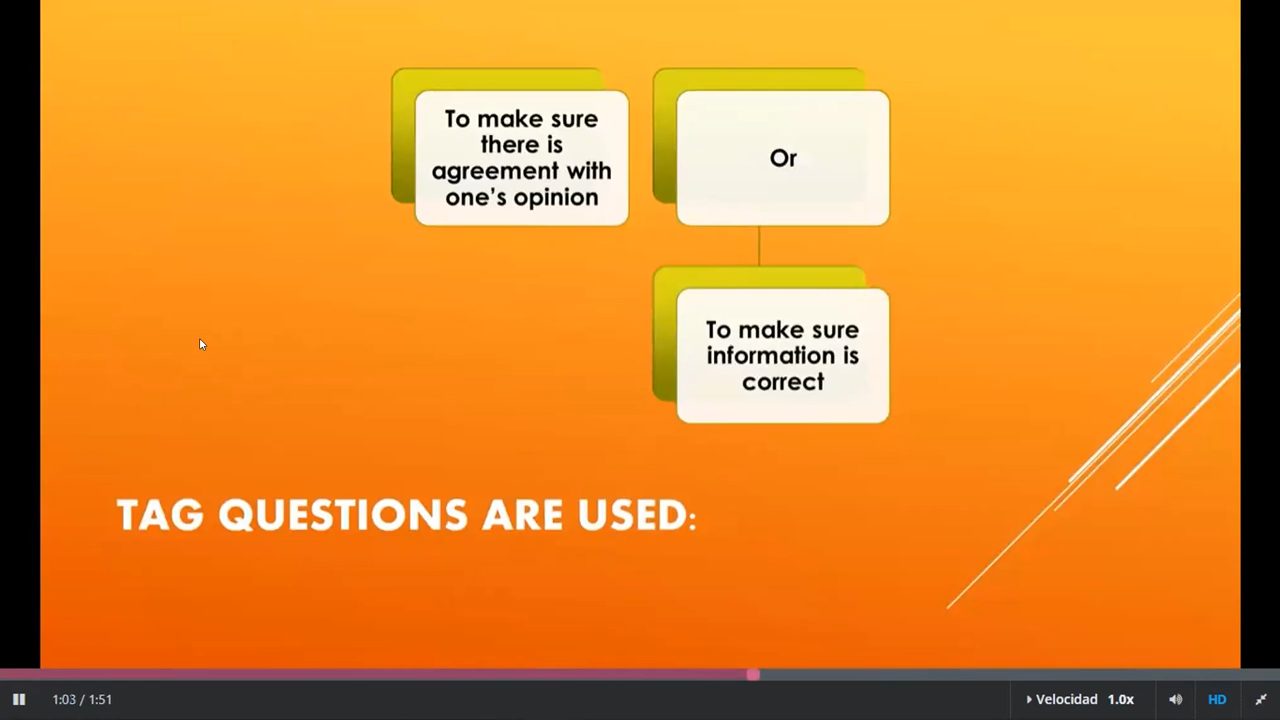 To make sure
there is
agreement with
one's opinion
Or
To make sure
information is
correct
TAG QUESTIONS ARE USED:
1:03 / 1:51
Velocidad 1.0x
HD